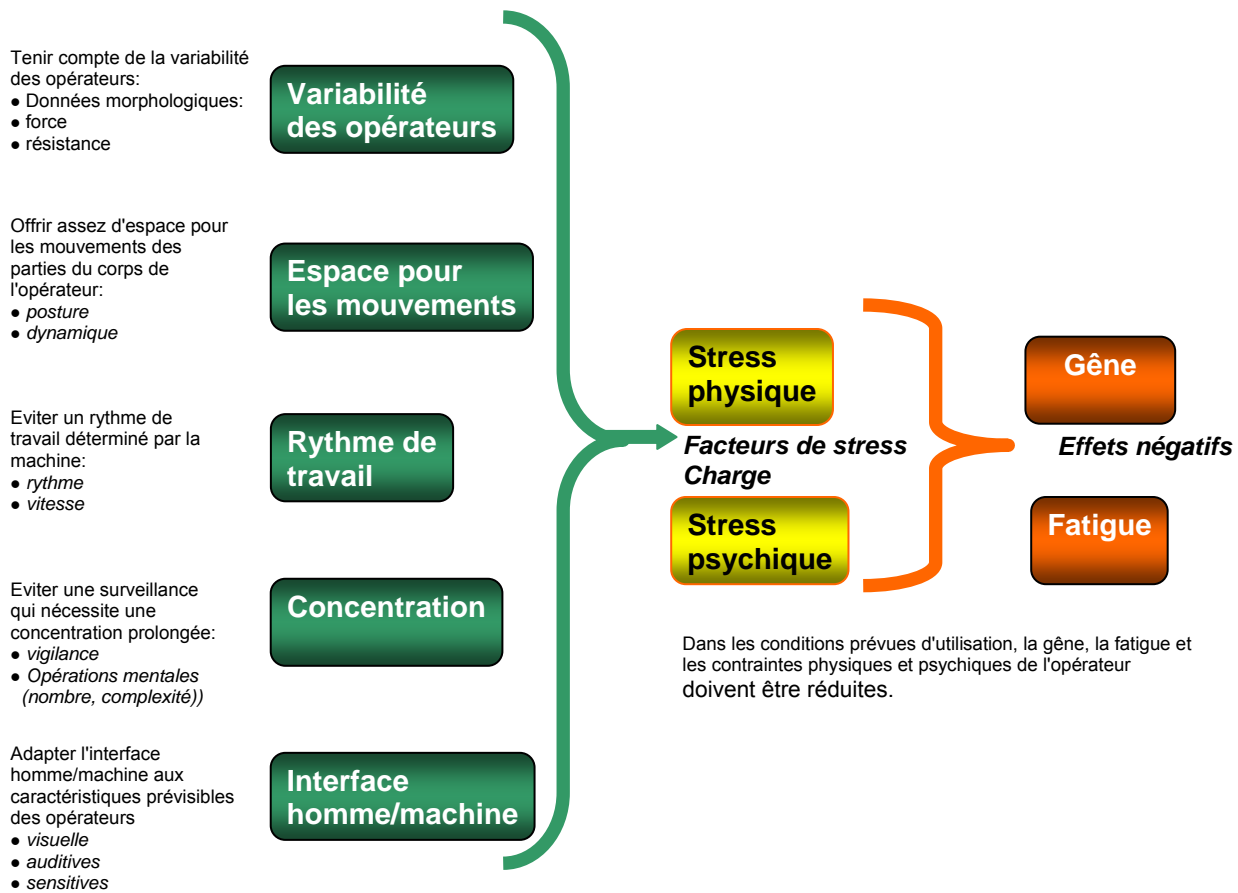 Tenir compte de la variabilité
des opérateurs:
● Données morphologiques:
● force
● résistance
Variabilité
des opérateurs
Offrir assez d'espace pour
les mouvements des
parties du corps de
l'opérateur:
● posture
● dynamique
Espace pour
les mouvements
Eviter un rythme de
travail déterminé par la
machine:
● rythme
● vitesse
Rythme de
travail
Eviter une surveillance
qui nécessite une
concentration prolongée:
● vigilance
● Opérations mentales
(nombre, complexité))
Concentration
Adapter l'interface
homme/machine aux
caractéristiques prévisibles
des opérateurs
● visuelle
● auditives
● sensitives
Interface
homme/machine
Stress
physique
Facteurs de stress
Charge
Stress
psychique
Gêne
Effets négatifs
Fatigue
Dans les conditions prévues d'utilisation, la gêne, la fatigue et
les contraintes physiques et psychiques de l'opérateur
doivent être réduites.